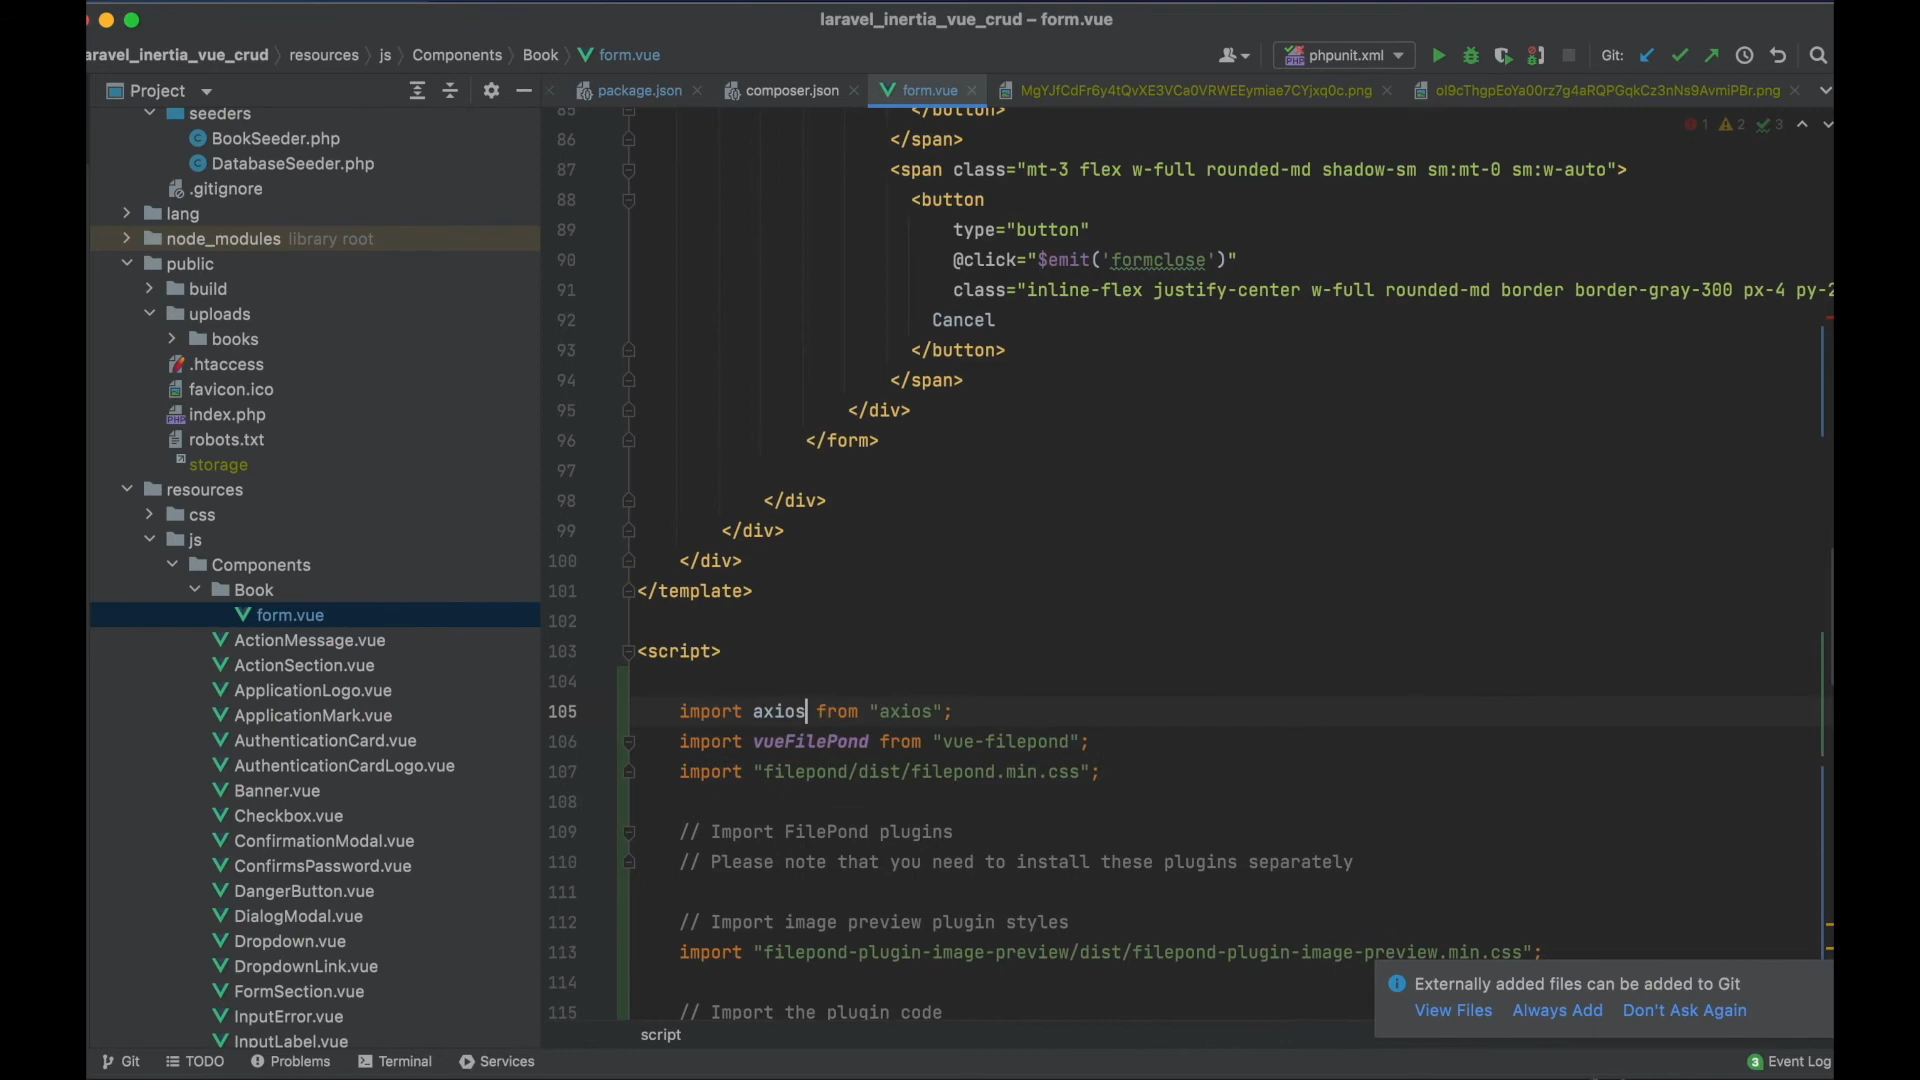 laravel_inertia_vue_crud – form.vue
aravel_inertia_vue_crud resources js Components Book form.vue
phpunit.xml
Git:
Project
package.json
composer.json
form.vue
MgYJfCdFr6y4tQvXE3VCa0VRWEEymiae7CYjxq0c.png
ol9cThgpEoYa00rz7g4aRQPGqkCz3nNs9AvmiPBr.png
1 2 3
seeders
BookSeeder.php
DatabaseSeeder.php
.gitignore
lang
node_modules library root
public
build
uploads
books
.htaccess
favicon.ico
index.php
robots.txt
storage
resources
css
js
Components
Book
form.vue
ActionMessage.vue
ActionSection.vue
ApplicationLogo.vue
ApplicationMark.vue
AuthenticationCard.vue
AuthenticationCardLogo.vue
Banner.vue
Checkbox.vue
ConfirmationModal.vue
ConfirmsPassword.vue
DangerButton.vue
DialogModal.vue
Dropdown.vue
DropdownLink.vue
FormSection.vue
InputError.vue
InputLabel.vue
85 </button>
86 </span>
87 <span class="mt-3 flex w-full rounded-md shadow-sm sm:mt-0 sm:w-auto">
88 <button
89 type="button"
90 @click="$emit('formclose')"
91 class="inline-flex justify-center w-full rounded-md border border-gray-300 px-4 py-2
92 Cancel
93 </button>
94 </span>
95 </div>
96 </form>
97
98 </div>
99 </div>
100 </div>
101 </template>
102
103 <script>
104
105 import axios from "axios";
106 import vueFilePond from "vue-filepond";
107 import "filepond/dist/filepond.min.css";
108
109 // Import FilePond plugins
110 // Please note that you need to install these plugins separately
111
112 // Import image preview plugin styles
113 import "filepond-plugin-image-preview/dist/filepond-plugin-image-preview.min.css";
114
115 // Import the plugin code
script
Externally added files can be added to Git
View Files Always Add Don't Ask Again
Git TODO Problems Terminal Services
3 Event Log